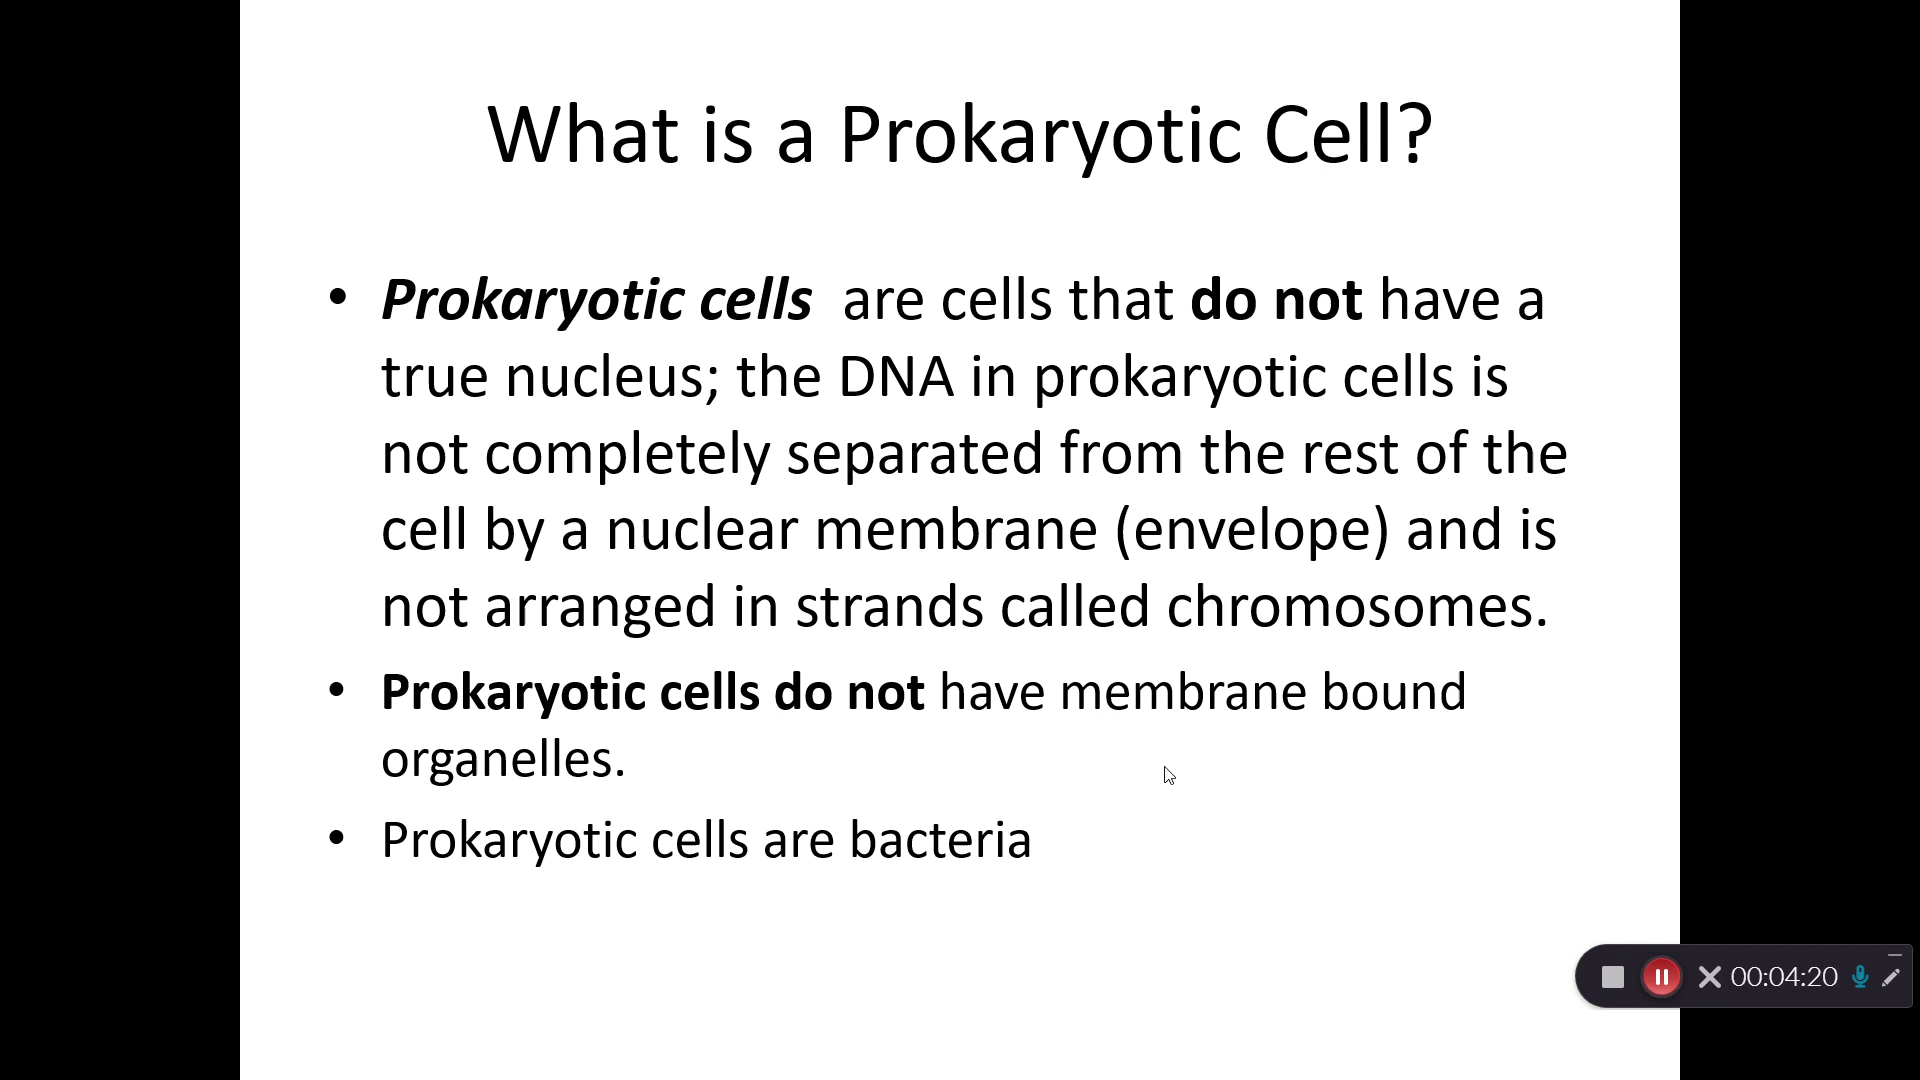 What is a Prokaryotic Cell?
• Prokaryotic cells are cells that do not have a
true nucleus; the DNA in prokaryotic cells is
not completely separated from the rest of the
cell by a nuclear membrane (envelope) and is
not arranged in strands called chromosomes.
• Prokaryotic cells do not have membrane bound
organelles.
• Prokaryotic cells are bacteria
00:04:20